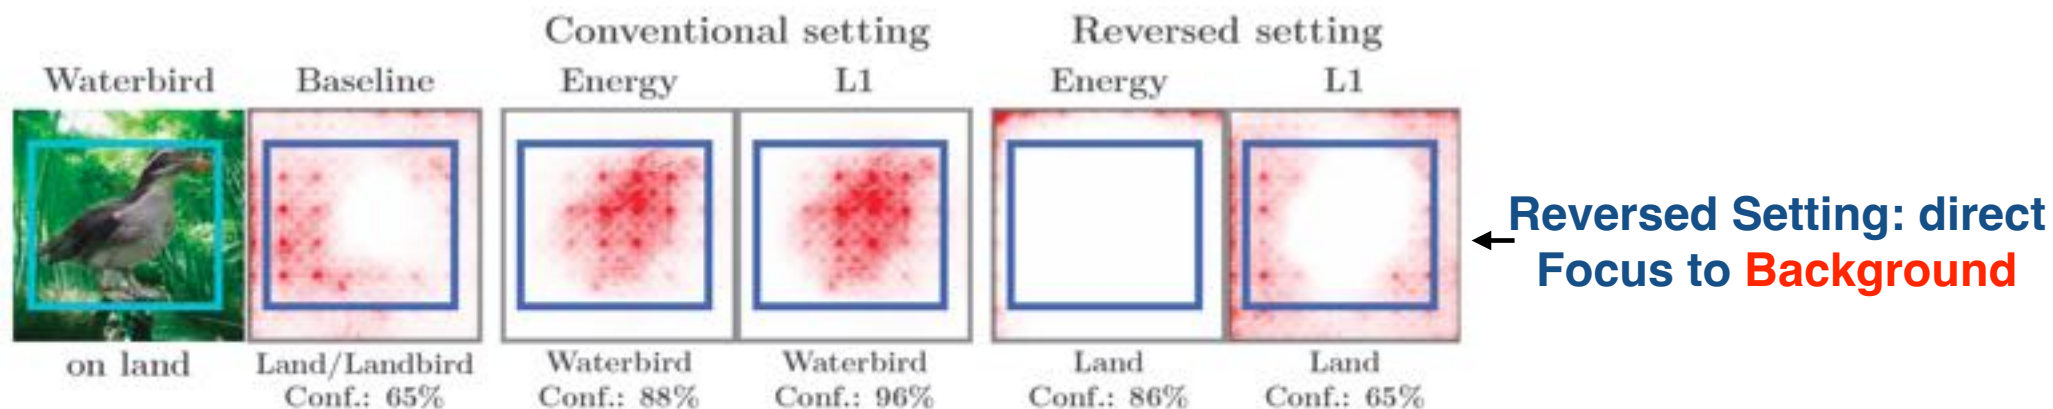 Conventional setting
Reversed setting
Waterbird
Baseline
Energy
L1
Energy
L1
on land
Land/Landbird
Conf.: 65%
Waterbird
Conf.: 88%
Waterbird
Conf.: 96%
Land
Conf.: 86%
Land
Conf.: 65%
Reversed Setting: direct
Focus to Background